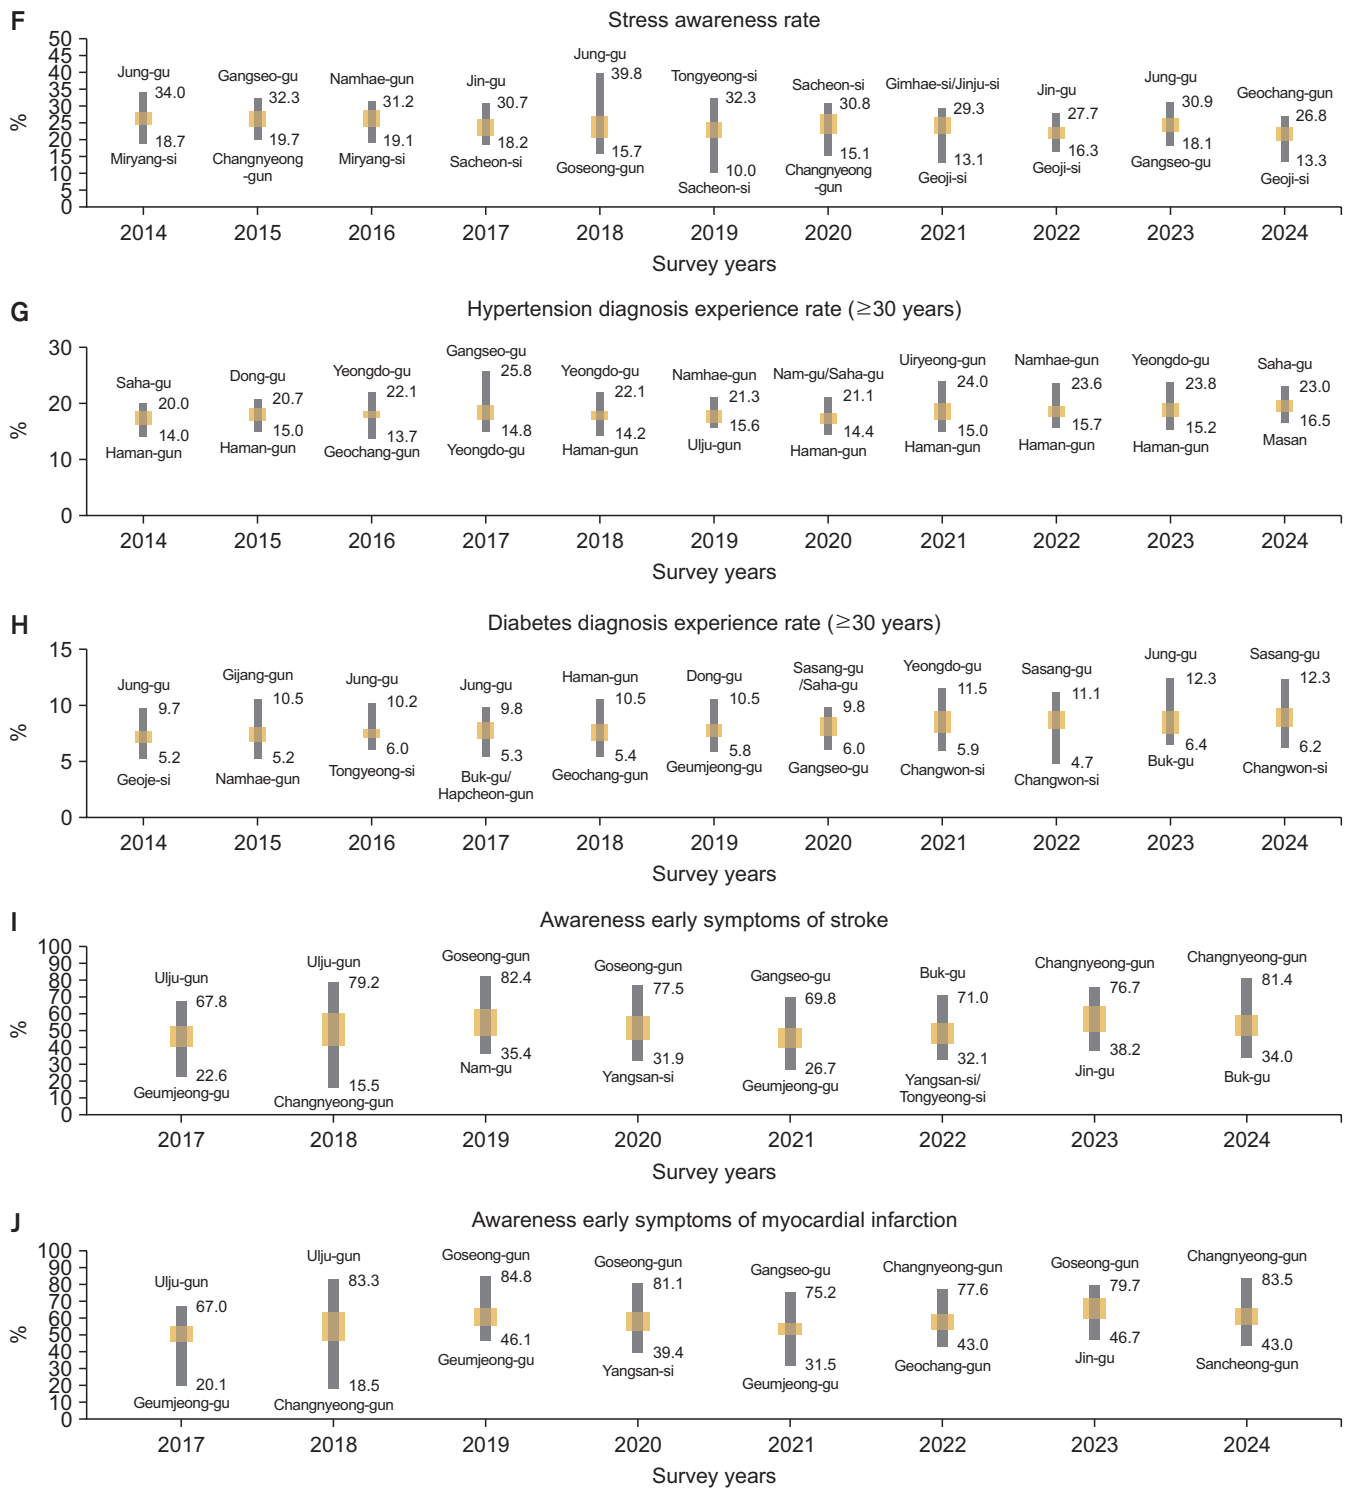 F
Stress awareness rate
50
45
40
35
30
25
20
15
10
5
0
%
Jung-gu
34.0
18.7
Miryang-si
Gangseo-gu
32.3
19.7
Changnyeong
-gun
Namhae-gun
31.2
19.1
Miryang-si
Jin-gu
30.7
18.2
Sacheon-si
Jung-gu
39.8
15.7
Goseong-gun
Tongyeong-si
32.3
10.0
Sacheon-si
Sacheon-si
30.8
15.1
Changnyeong
-gun
Gimhae-si/Jinju-si
29.3
13.1
Geoji-si
Jin-gu
27.7
16.3
Geoji-si
Jung-gu
30.9
18.1
Gangseo-gu
Geochang-gun
26.8
13.3
Geoji-si
2014 2015 2016 2017 2018 2019 2020 2021 2022 2023 2024
Survey years
G
Hypertension diagnosis experience rate (≥30 years)
30
20
10
0
%
Saha-gu
20.0
14.0
Haman-gun
Dong-gu
20.7
15.0
Haman-gun
Yeongdo-gu
22.1
13.7
Geochang-gun
Gangseo-gu
25.8
14.8
Yeongdo-gu
Yeongdo-gu
22.1
14.2
Haman-gun
Namhae-gun
21.3
15.6
Ulju-gun
Nam-gu/Saha-gu
21.1
14.4
Haman-gun
Uiryeong-gun
24.0
15.0
Haman-gun
Namhae-gun
23.6
15.7
Haman-gun
Yeongdo-gu
23.8
15.2
Haman-gun
Saha-gu
23.0
16.5
Masan
2014 2015 2016 2017 2018 2019 2020 2021 2022 2023 2024
Survey years
H
Diabetes diagnosis experience rate (≥30 years)
15
10
5
0
%
Jung-gu
9.7
5.2
Geoje-si
Gijang-gun
10.5
5.2
Namhae-gun
Jung-gu
10.2
6.0
Tongyeong-si
Jung-gu
9.8
5.3
Buk-gu/
Hapcheon-gun
Haman-gun
10.5
5.4
Geochang-gun
Dong-gu
10.5
5.8
Geumjeong-gu
Sasang-gu
/Saha-gu
9.8
6.0
Gangseo-gu
Yeongdo-gu
11.5
5.9
Changwon-si
Sasang-gu
11.1
4.7
Changwon-si
Jung-gu
12.3
6.4
Buk-gu
Sasang-gu
12.3
6.2
Changwon-si
2014 2015 2016 2017 2018 2019 2020 2021 2022 2023 2024
Survey years
I
Awareness early symptoms of stroke
100
90
80
70
60
50
40
30
20
10
0
%
Ulju-gun
67.8
22.6
Geumjeong-gu
Ulju-gun
79.2
15.5
Changnyeong-gun
Goseong-gun
82.4
35.4
Nam-gu
Goseong-gun
77.5
31.9
Yangsan-si
Gangseo-gu
69.8
26.7
Geumjeong-gu
Buk-gu
71.0
32.1
Yangsan-si/
Tongyeong-si
Changnyeong-gun
76.7
38.2
Jin-gu
Changnyeong-gun
81.4
34.0
Buk-gu
2017 2018 2019 2020 2021 2022 2023 2024
Survey years
J
Awareness early symptoms of myocardial infarction
100
90
80
70
60
50
40
30
20
10
0
%
Ulju-gun
67.0
20.1
Geumjeong-gu
Ulju-gun
83.3
18.5
Changnyeong-gun
Goseong-gun
84.8
46.1
Geumjeong-gu
Goseong-gun
81.1
39.4
Yangsan-si
Gangseo-gu
75.2
31.5
Geumjeong-gu
Changnyeong-gun
77.6
43.0
Geochang-gun
Goseong-gun
79.7
46.7
Jin-gu
Changnyeong-gun
83.5
43.0
Sancheong-gun
2017 2018 2019 2020 2021 2022 2023 2024
Survey years